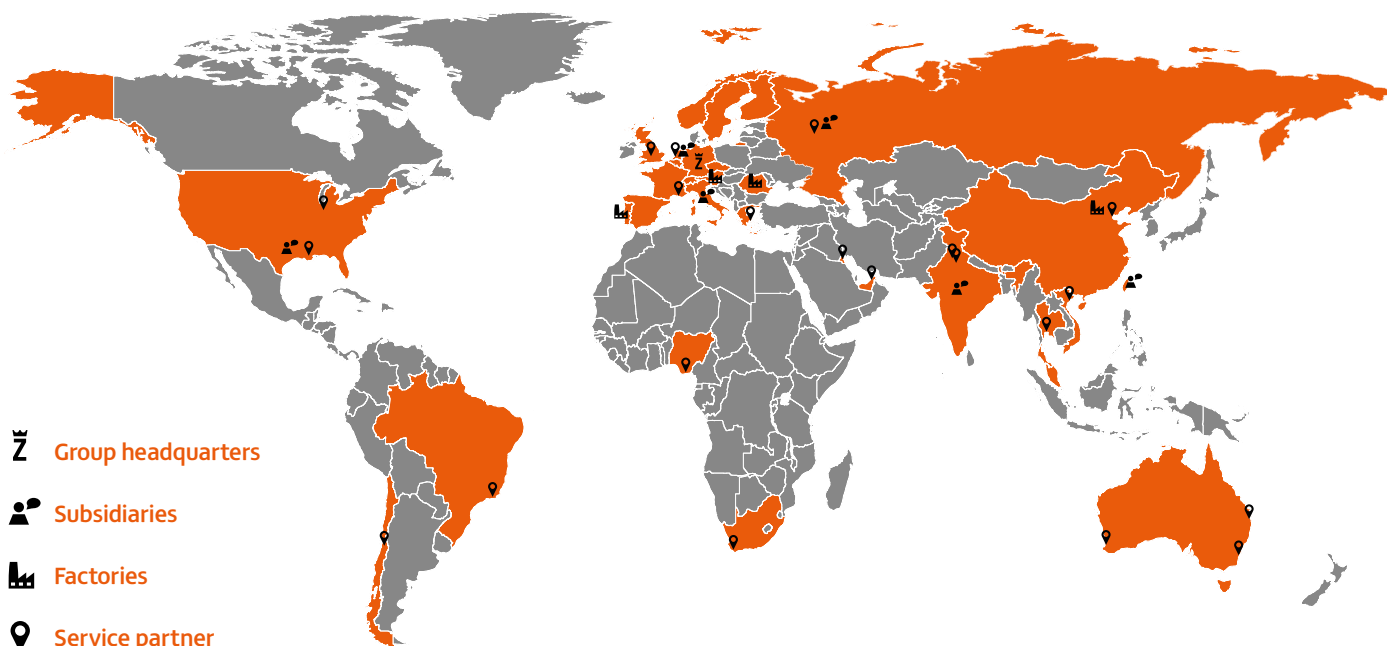 Z Group headquarters
Subsidiaries
Factories
Service partner
Z